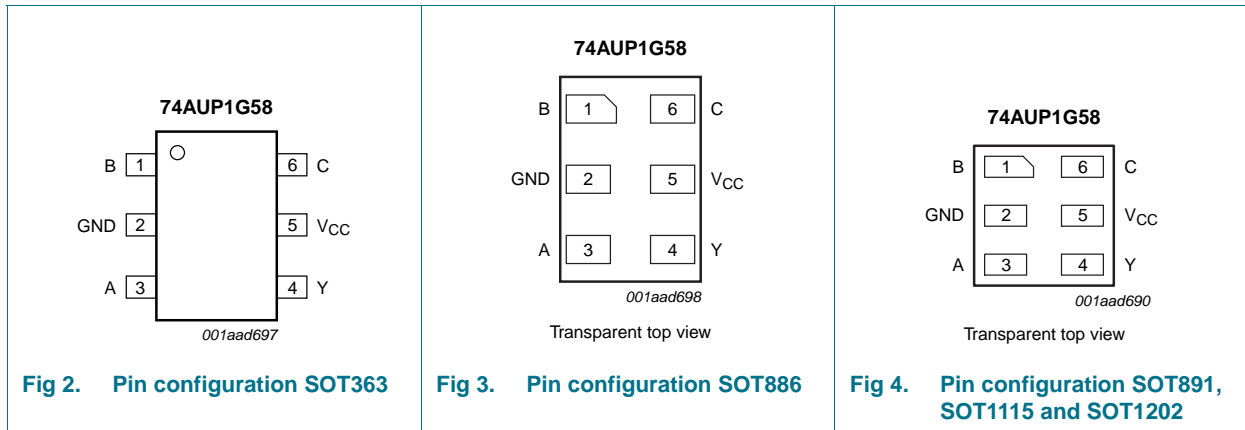 74AUP1G58
B 1 6 C
GND 2 5 VCC
A 3 4 Y
001aad697
Fig 2. Pin configuration SOT363
74AUP1G58
B 1 6 C
GND 2 5 VCC
A 3 4 Y
001aad698
Transparent top view
Fig 3. Pin configuration SOT886
74AUP1G58
B 1 6 C
GND 2 5 VCC
A 3 4 Y
001aad690
Transparent top view
Fig 4. Pin configuration SOT891,
SOT1115 and SOT1202